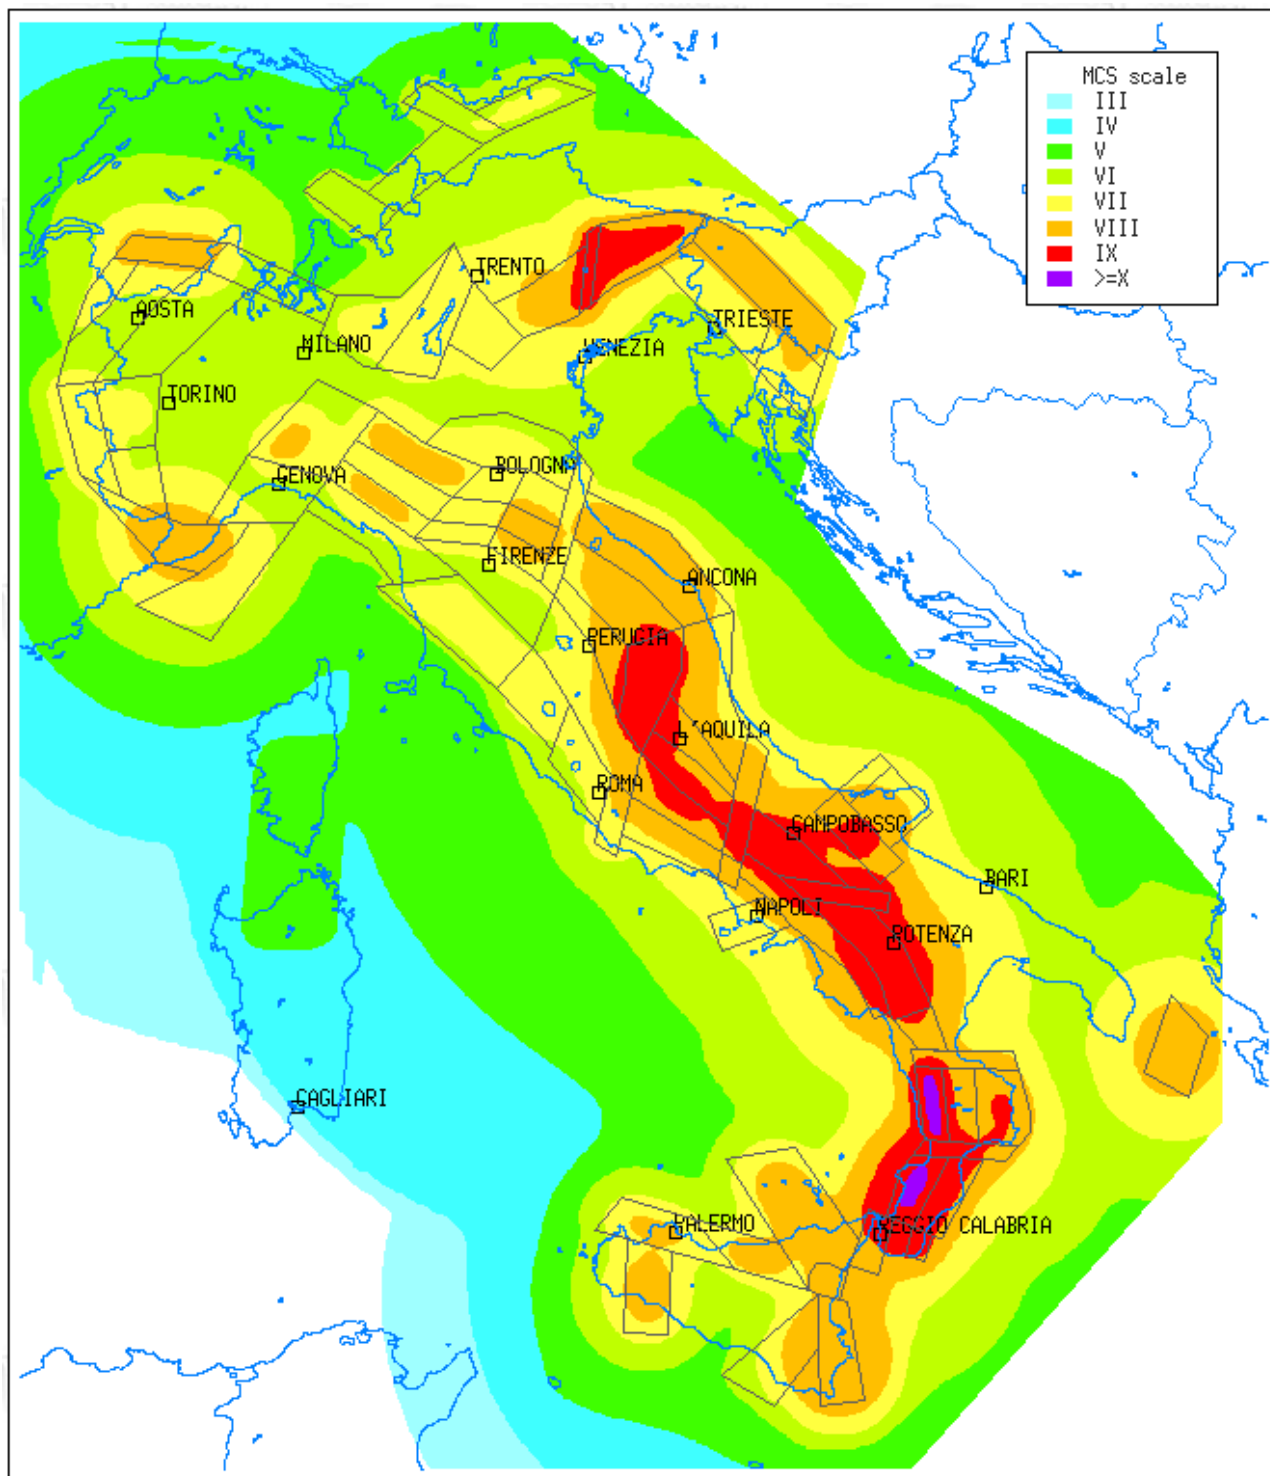 MCS scale
III
IV
V
VI
VII
VIII
IX
>=X
TRENTO
AOSTA
TRIESTE
MILANO
VENEZIA
TORINO
BOLOGNA
GENOVA
FIRENZE
ANCONA
PERUGIA
L'AQUILA
ROMA
CAMPOBASSO
BARI
NAPOLI
POTENZA
CAGLIARI
PALERMO
REGGIO CALABRIA